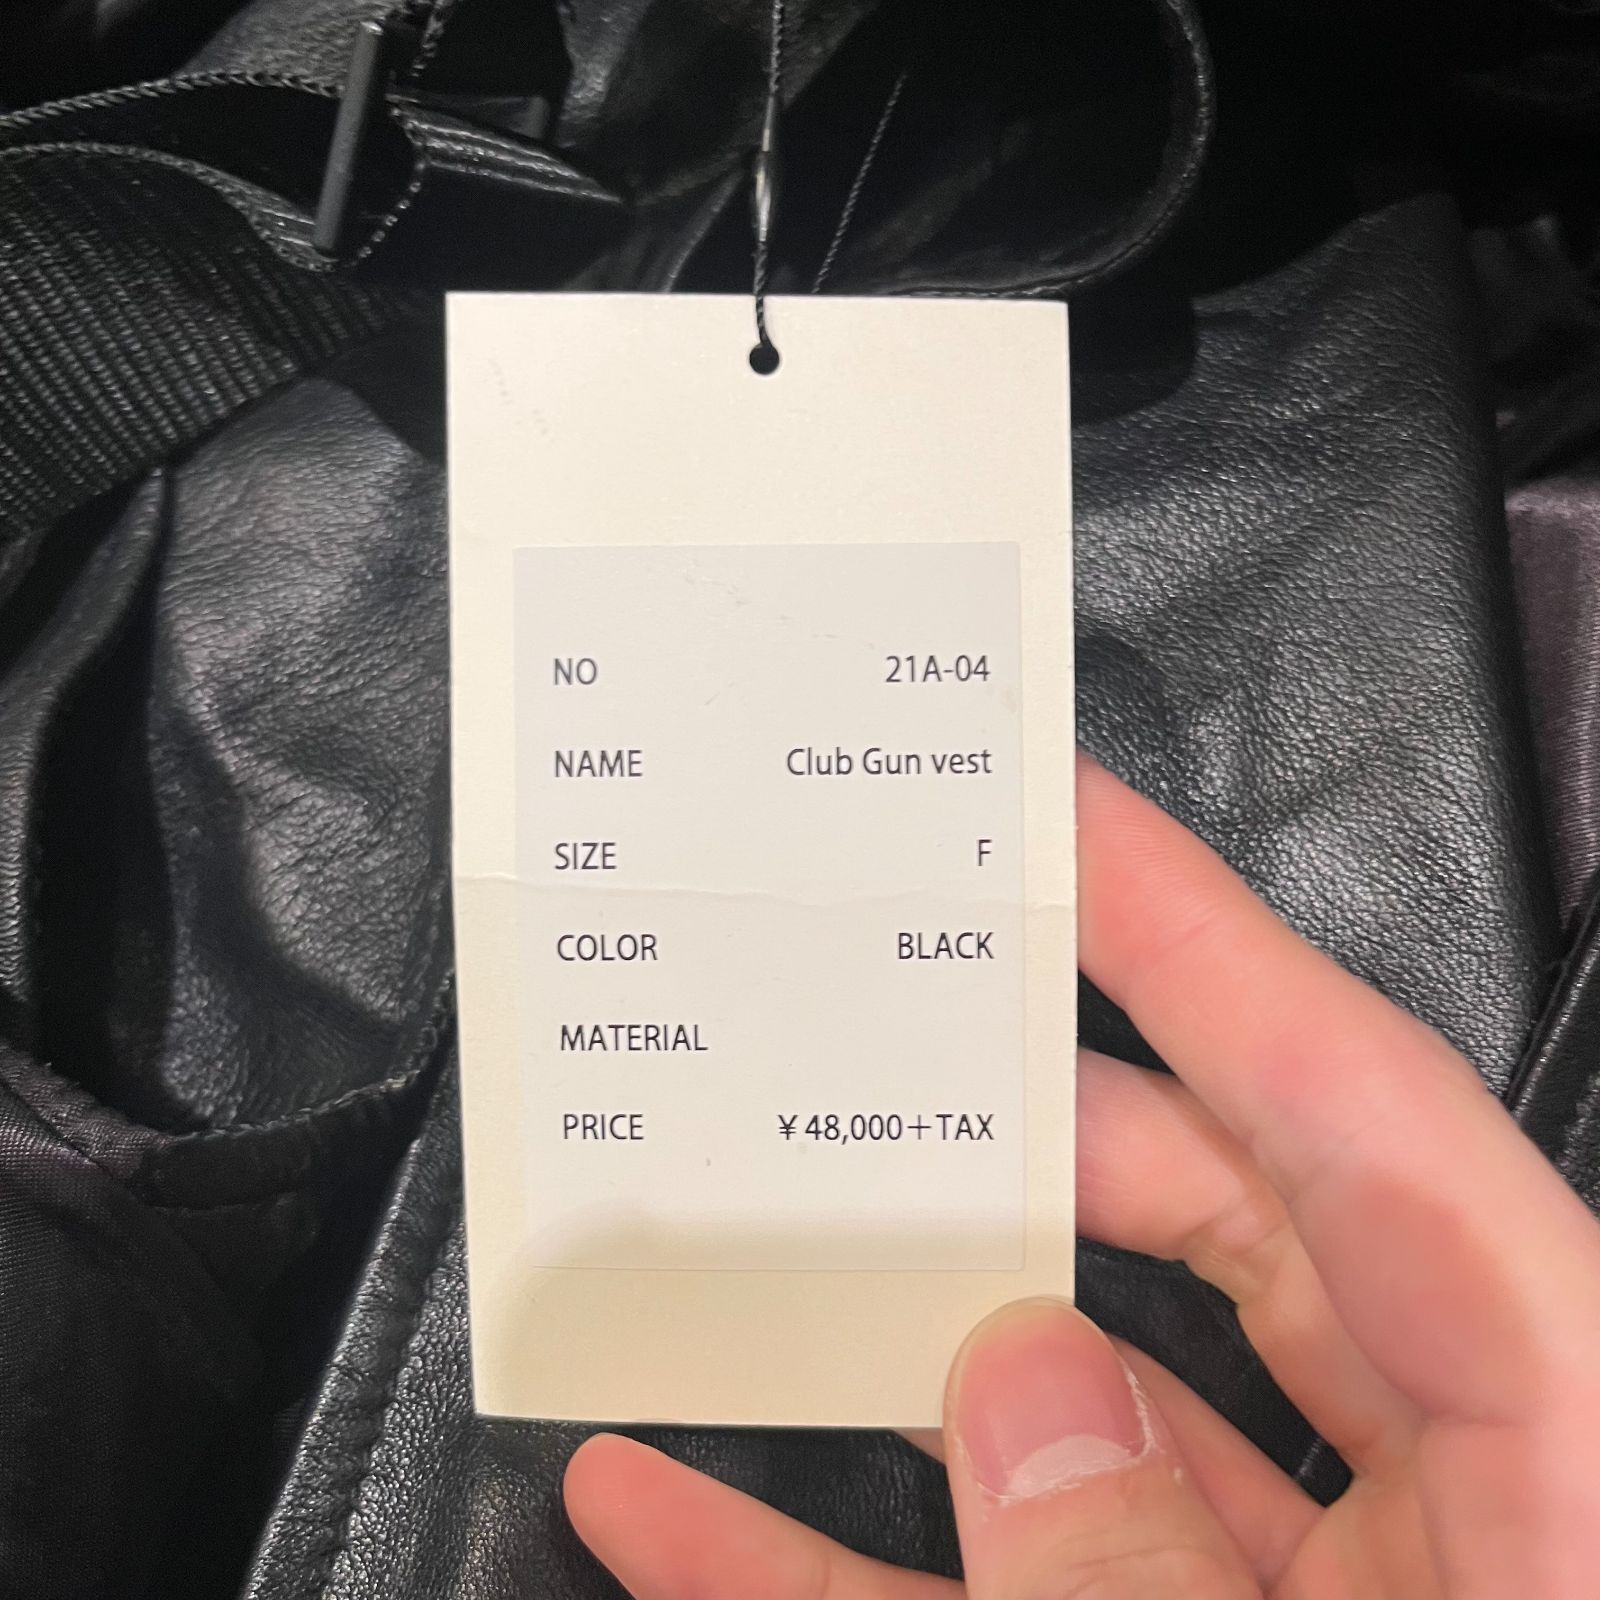 NO 21A-04
NAME Club Gun vest
SIZE F
COLOR BLACK
MATERIAL
PRICE ¥48,000+TAX